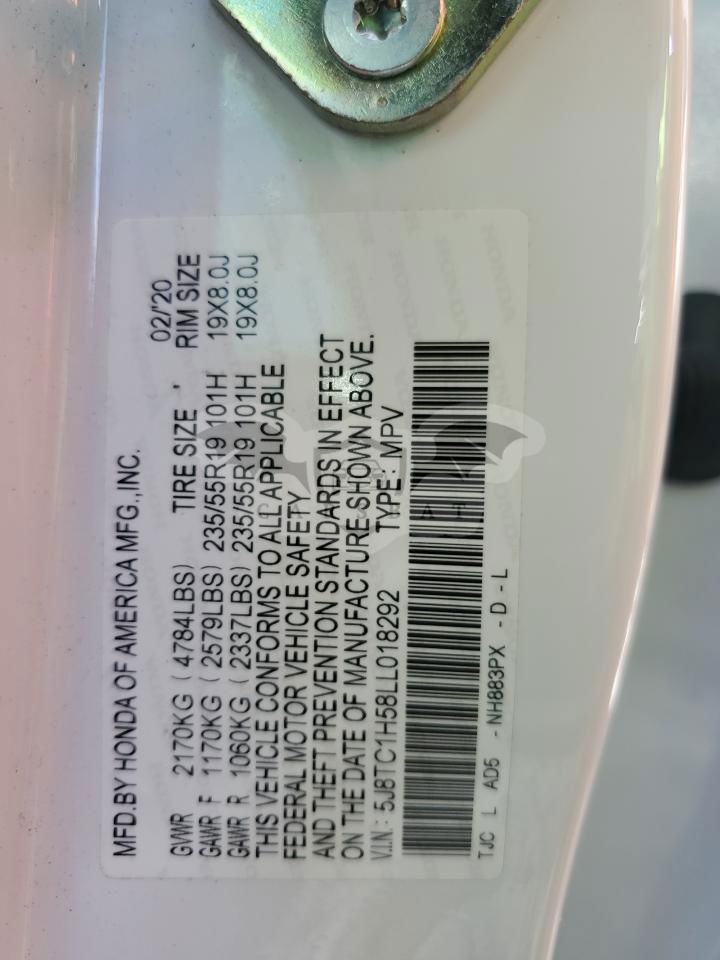 MFD.BY HONDA OF AMERICA MFG.,INC. 02/'20
GVWR 2170KG ( 4784LBS) TIRE SIZE RIM SIZE
GAWR F 1170KG ( 2579LBS) 235/55R19 101H 19X8.0J
GAWR R 1060KG ( 2337LBS) 235/55R19 101H 19X8.0J
THIS VEHICLE CONFORMS TO ALL APPLICABLE
FEDERAL MOTOR VEHICLE SAFETY
AND THEFT PREVENTION STANDARDS IN EFFECT
ON THE DATE OF MANUFACTURE SHOWN ABOVE.
V.I.N: 5J8TC1H58LL018292 TYPE: MPV
TJC L AD5 -NH883PX -D-L